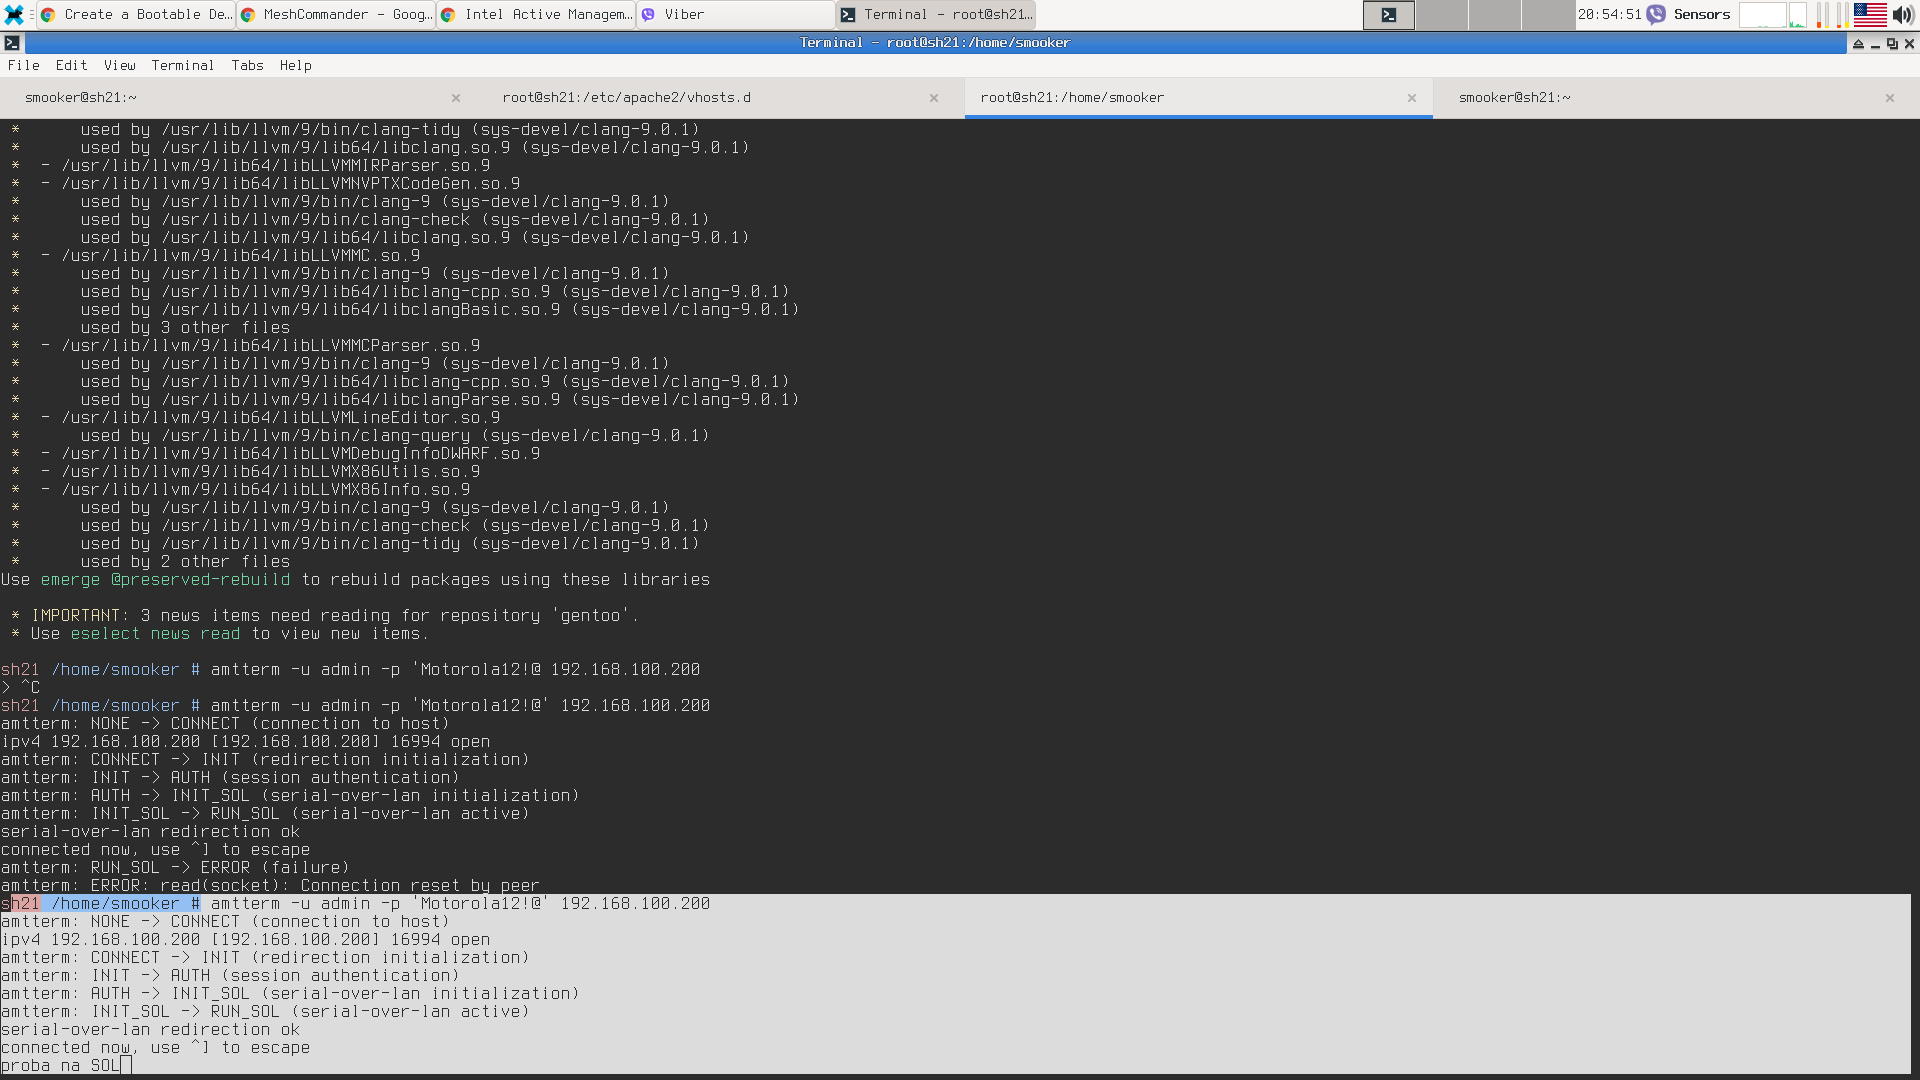 Create a Bootable De... MeshCommander - Goog... Intel Active Managem... Viber Terminal - root@sh21:... 20:54:51 Sensors
Terminal - root@sh21:/home/smooker
File Edit View Terminal Tabs Help
smooker@sh21:~ × root@sh21:/etc/apache2/vhosts.d × root@sh21:/home/smooker × smooker@sh21:~ ×
* used by /usr/lib/llvm/9/bin/clang-tidy (sys-devel/clang-9.0.1)
* used by /usr/lib/llvm/9/lib64/libclang.so.9 (sys-devel/clang-9.0.1)
* - /usr/lib/llvm/9/lib64/libLLVMMIRParser.so.9
* - /usr/lib/llvm/9/lib64/libLLVMNVPTXCodeGen.so.9
* used by /usr/lib/llvm/9/bin/clang-9 (sys-devel/clang-9.0.1)
* used by /usr/lib/llvm/9/bin/clang-check (sys-devel/clang-9.0.1)
* used by /usr/lib/llvm/9/lib64/libclang.so.9 (sys-devel/clang-9.0.1)
* - /usr/lib/llvm/9/lib64/libLLVMMC.so.9
* used by /usr/lib/llvm/9/bin/clang-9 (sys-devel/clang-9.0.1)
* used by /usr/lib/llvm/9/lib64/libclang-cpp.so.9 (sys-devel/clang-9.0.1)
* used by /usr/lib/llvm/9/lib64/libclangBasic.so.9 (sys-devel/clang-9.0.1)
* used by 3 other files
* - /usr/lib/llvm/9/lib64/libLLVMMCParser.so.9
* used by /usr/lib/llvm/9/bin/clang-9 (sys-devel/clang-9.0.1)
* used by /usr/lib/llvm/9/lib64/libclang-cpp.so.9 (sys-devel/clang-9.0.1)
* used by /usr/lib/llvm/9/lib64/libclangParse.so.9 (sys-devel/clang-9.0.1)
* - /usr/lib/llvm/9/lib64/libLLVMLineEditor.so.9
* used by /usr/lib/llvm/9/bin/clang-query (sys-devel/clang-9.0.1)
* - /usr/lib/llvm/9/lib64/libLLVMDebugInfoDWARF.so.9
* - /usr/lib/llvm/9/lib64/libLLVMX86Utils.so.9
* - /usr/lib/llvm/9/lib64/libLLVMX86Info.so.9
* used by /usr/lib/llvm/9/bin/clang-9 (sys-devel/clang-9.0.1)
* used by /usr/lib/llvm/9/bin/clang-check (sys-devel/clang-9.0.1)
* used by /usr/lib/llvm/9/bin/clang-tidy (sys-devel/clang-9.0.1)
* used by 2 other files
Use emerge @preserved-rebuild to rebuild packages using these libraries
* IMPORTANT: 3 news items need reading for repository 'gentoo'.
* Use eselect news read to view new items.
sh21 /home/smooker # amtterm -u admin -p 'Motorola12!@ 192.168.100.200
> ^C
sh21 /home/smooker # amtterm -u admin -p 'Motorola12!@' 192.168.100.200
amtterm: NONE -> CONNECT (connection to host)
ipv4 192.168.100.200 [192.168.100.200] 16994 open
amtterm: CONNECT -> INIT (redirection initialization)
amtterm: INIT -> AUTH (session authentication)
amtterm: AUTH -> INIT_SOL (serial-over-lan initialization)
amtterm: INIT_SOL -> RUN_SOL (serial-over-lan active)
serial-over-lan redirection ok
connected now, use ^] to escape
amtterm: RUN_SOL -> ERROR (failure)
amtterm: ERROR: read(socket): Connection reset by peer
sh21 /home/smooker # amtterm -u admin -p 'Motorola12!@' 192.168.100.200
amtterm: NONE -> CONNECT (connection to host)
ipv4 192.168.100.200 [192.168.100.200] 16994 open
amtterm: CONNECT -> INIT (redirection initialization)
amtterm: INIT -> AUTH (session authentication)
amtterm: AUTH -> INIT_SOL (serial-over-lan initialization)
amtterm: INIT_SOL -> RUN_SOL (serial-over-lan active)
serial-over-lan redirection ok
connected now, use ^] to escape
proba na SOL